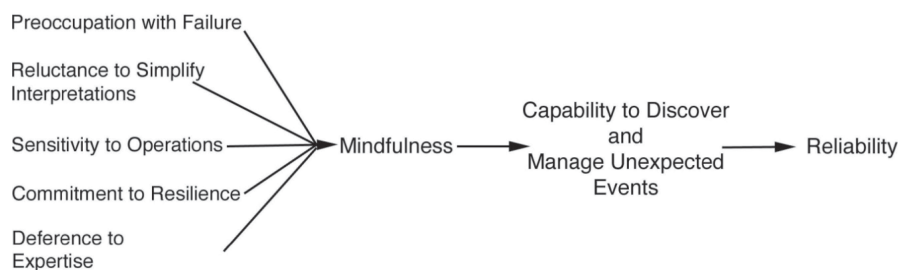 Preoccupation with Failure
Reluctance to Simplify
Interpretations
Sensitivity to Operations
Commitment to Resilience
Deference to
Expertise
Mindfulness
Capability to Discover
and
Manage Unexpected
Events
Reliability